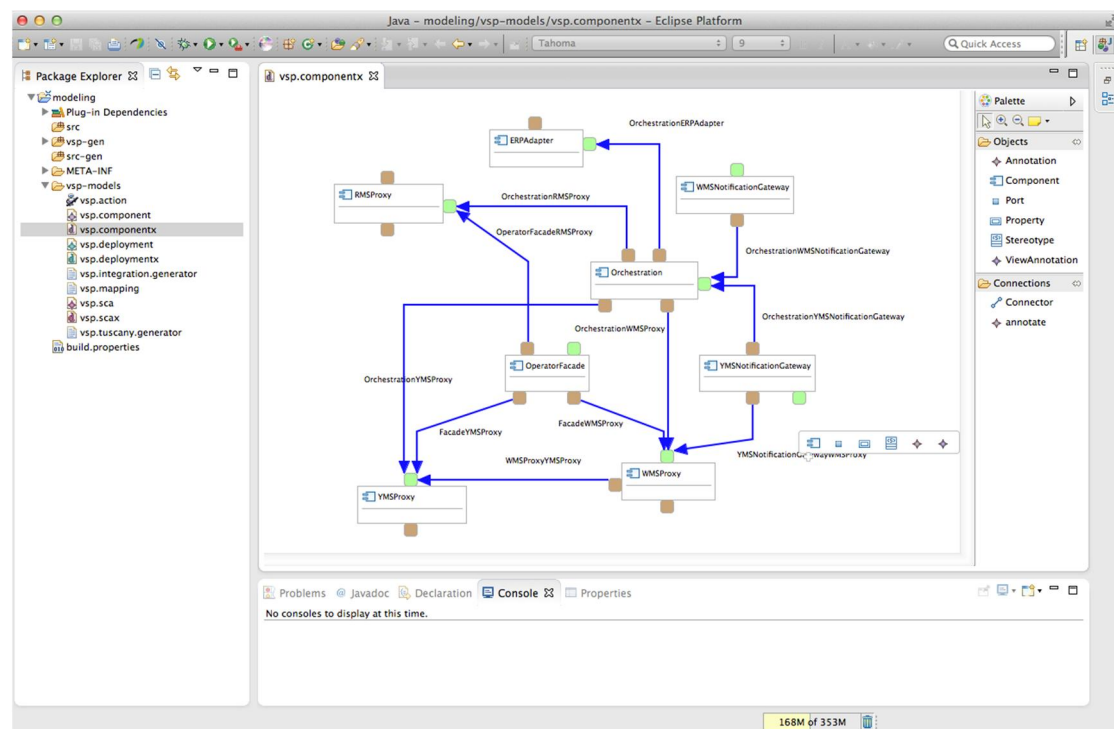 Java - modeling/vsp-models/vsp.componentx - Eclipse Platform
Tahoma
9
Quick Access
Package Explorer
modeling
Plug-in Dependencies
src
vsp-gen
src-gen
META-INF
vsp-models
vsp.action
vsp.component
vsp.componentx
vsp.deployment
vsp.deploymentx
vsp.integration.generator
vsp.mapping
vsp.sca
vsp.scax
vsp.tuscany.generator
build.properties
vsp.componentx
OrchestrationERPAdapter
ERPAdapter
RMSProxy
OrchestrationRMSProxy
WMSNotificationGateway
OperatorFacadeRMSProxy
OrchestrationWMSNotificationGateway
Orchestration
OrchestrationYMSNotificationGateway
OrchestrationWMSProxy
OperatorFacade
YMSNotificationGateway
OrchestrationYMSProxy
FacadeYMSProxy
FacadeWMSProxy
YMSNotificationGatewayWMSProxy
WMSProxyYMSProxy
WMSProxy
YMSProxy
Palette
Objects
Annotation
Component
Port
Property
Stereotype
ViewAnnotation
Connections
Connector
annotate
Problems @ Javadoc Declaration Console Properties
No consoles to display at this time.
168M of 353M